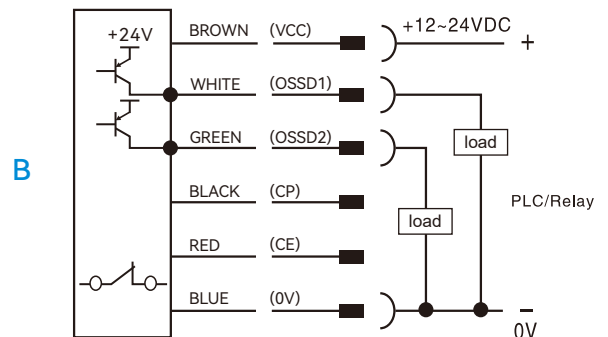 +24V
BROWN (VCC) +12~24VDC +
WHITE (OSSD1)
load
GREEN (OSSD2)
B
BLACK (CP) PLC/Relay
load
RED (CE)
BLUE (0V) −
0V